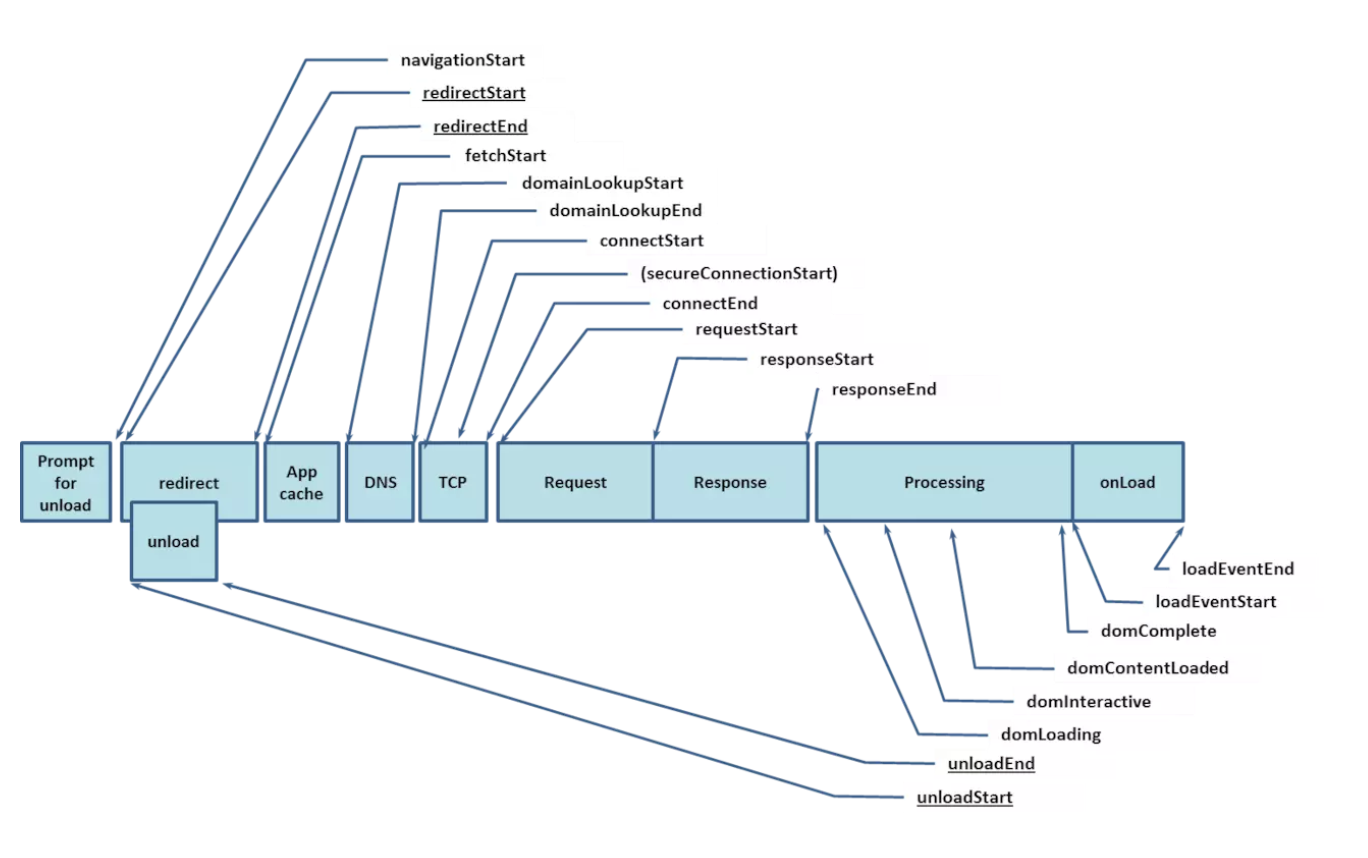 navigationStart
redirectStart
redirectEnd
fetchStart
domainLookupStart
domainLookupEnd
connectStart
(secureConnectionStart)
connectEnd
requestStart
responseStart
responseEnd
Prompt
for
unload
redirect
App
cache
DNS
TCP
Request
Response
Processing
onLoad
unload
loadEventEnd
loadEventStart
domComplete
domContentLoaded
domInteractive
domLoading
unloadEnd
unloadStart